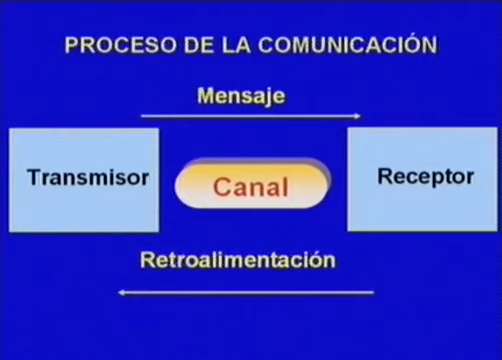 PROCESO DE LA COMUNICACIÓN
Mensaje
Transmisor
Canal
Receptor
Retroalimentación